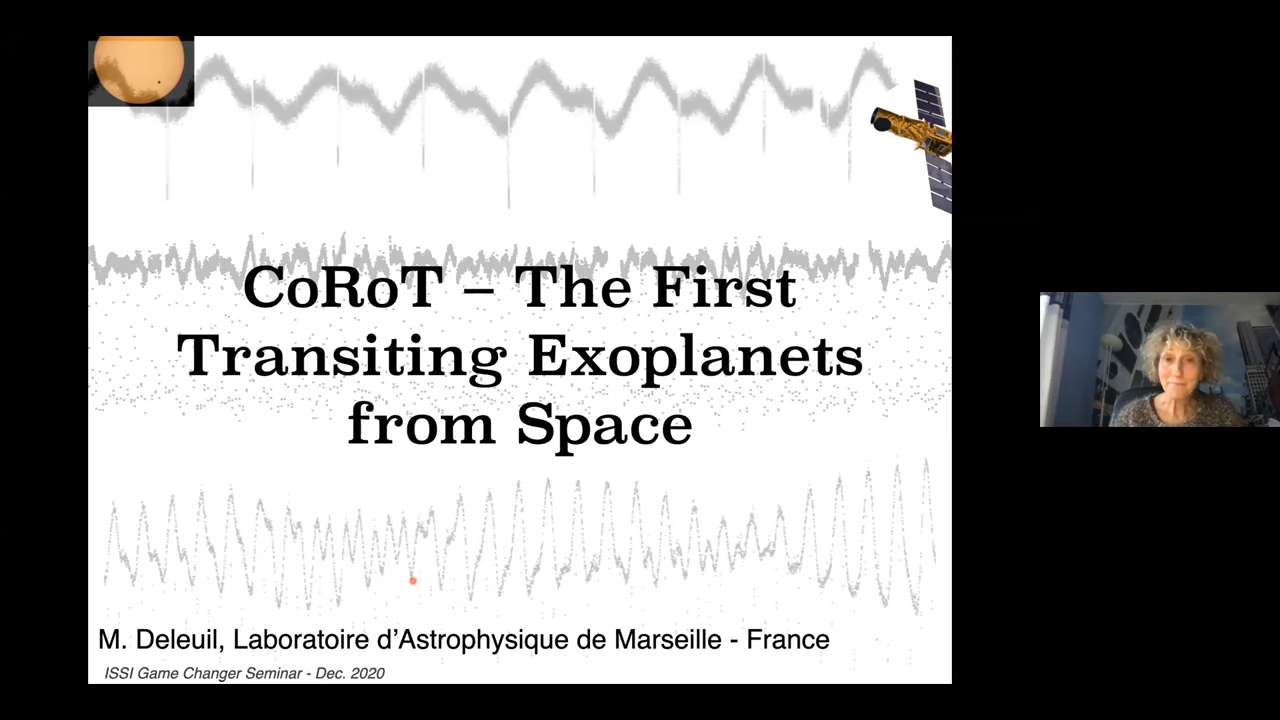 CoRoT – The First
Transiting Exoplanets
from Space
M. Deleuil, Laboratoire d’Astrophysique de Marseille - France
ISSI Game Changer Seminar - Dec. 2020